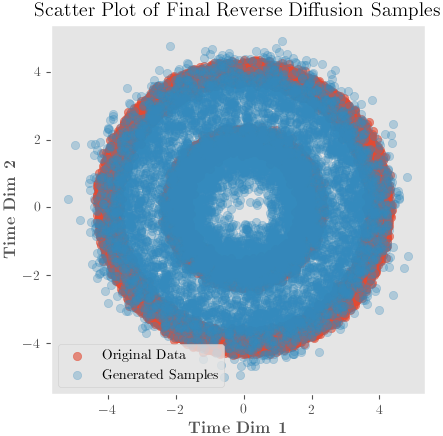 Scatter Plot of Final Reverse Diffusion Samples
4
2
0
−2
−4
Time Dim 2
Original Data
Generated Samples
−4 −2 0 2 4
Time Dim 1